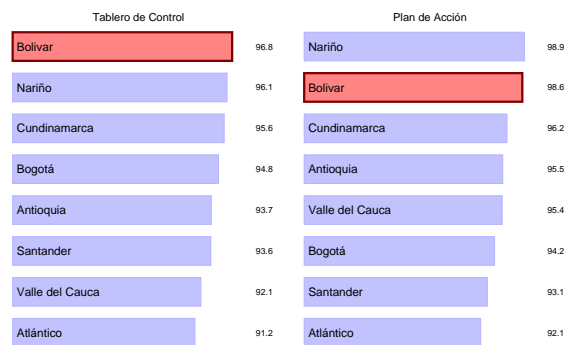 Tablero de Control
Bolivar 96.8
Nariño 96.1
Cundinamarca 95.6
Bogotá 94.8
Antioquia 93.7
Santander 93.6
Valle del Cauca 92.1
Atlántico 91.2
Plan de Acción
Nariño 98.9
Bolivar 98.6
Cundinamarca 96.2
Antioquia 95.5
Valle del Cauca 95.4
Bogotá 94.2
Santander 93.1
Atlántico 92.1